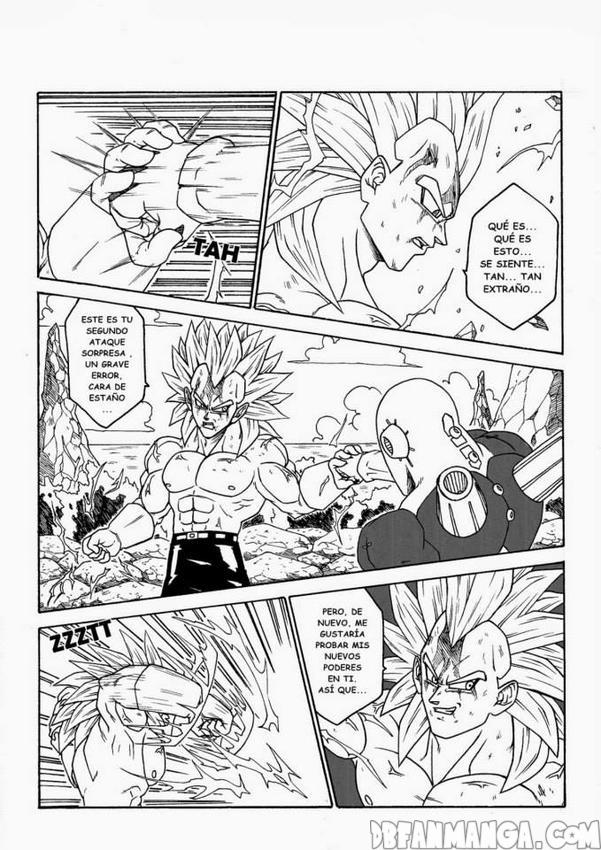 TAH
QUÉ ES...
QUÉ ES
ESTO...
SE SIENTE...
TAN... TAN
EXTRAÑO...
ESTE ES TU
SEGUNDO
ATAQUE
SORPRESA ,
UN GRAVE
ERROR,
CARA DE
ESTAÑO
...
ZZZTT
PERO, DE
NUEVO, ME
GUSTARÍA
PROBAR MIS
NUEVOS
PODERES
EN TI.
ASÍ QUE...
DBFANMANGA.COM